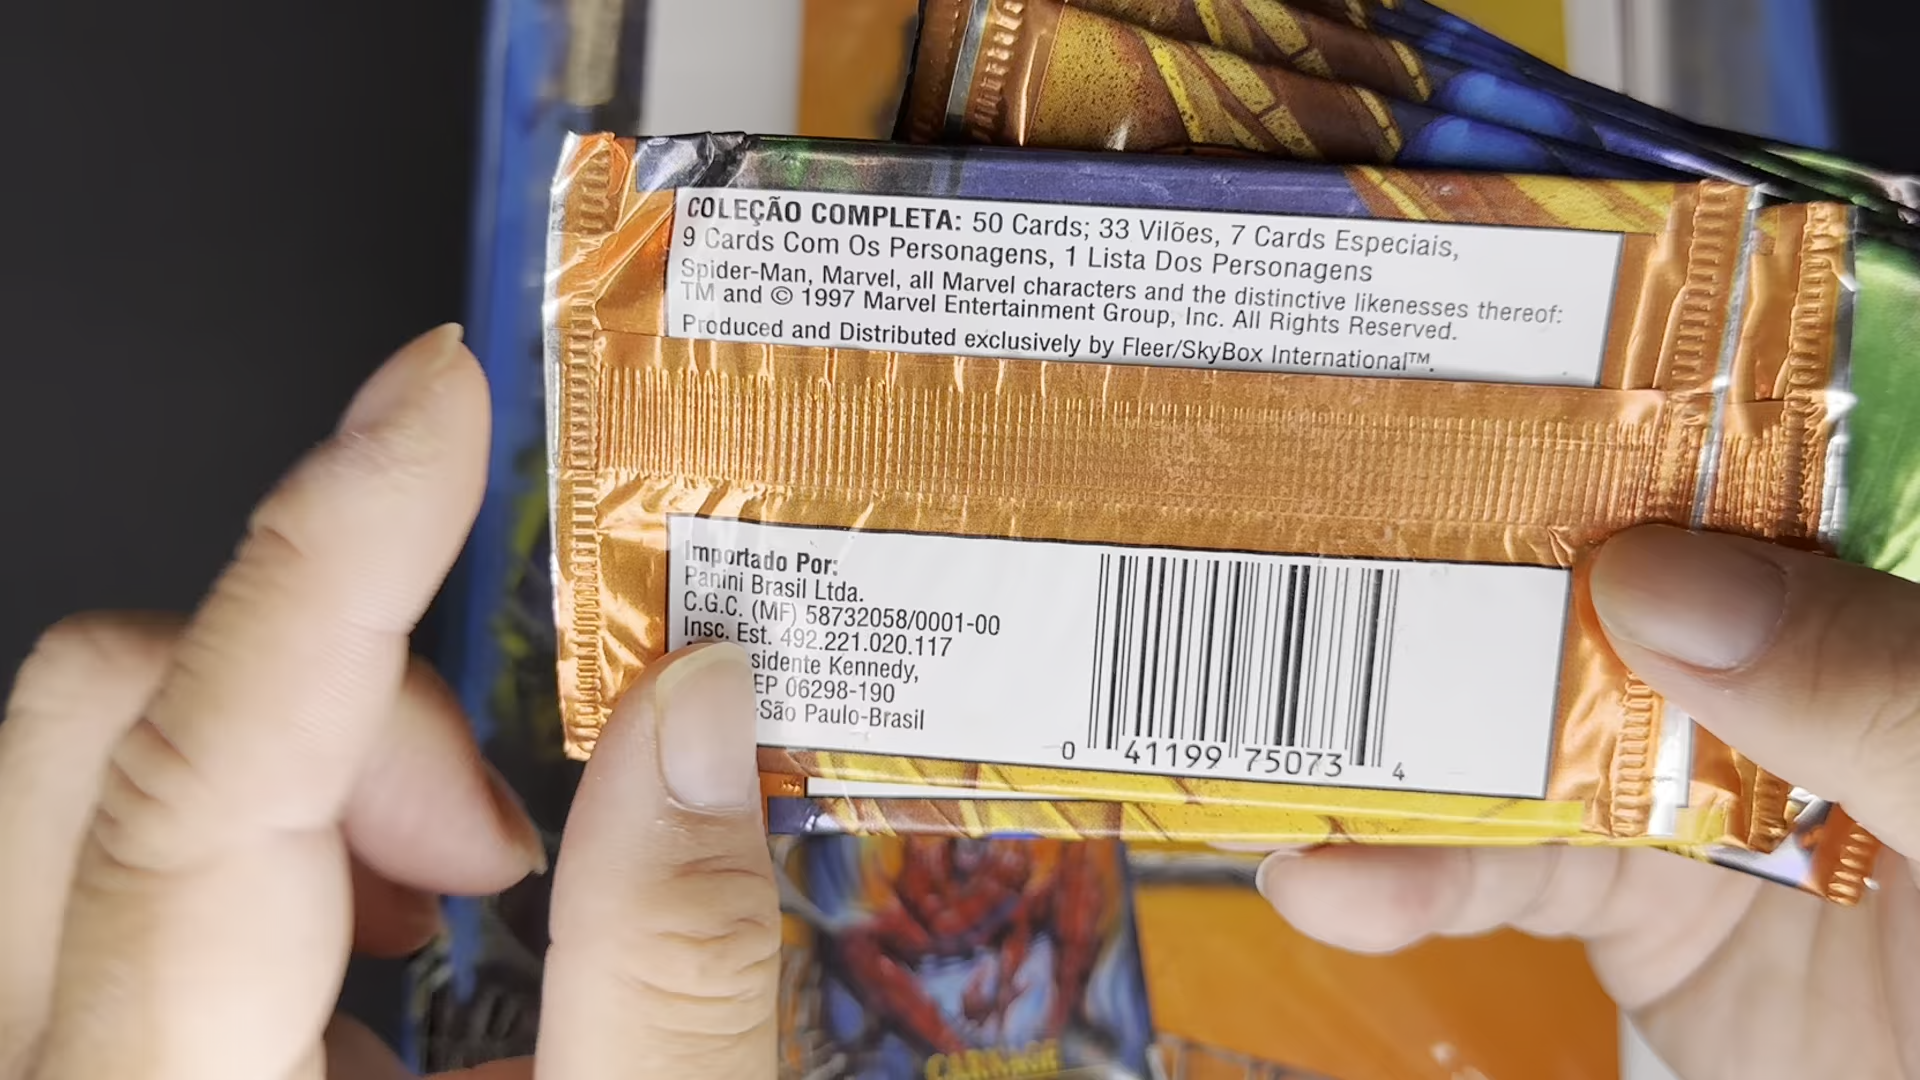 COLEÇÃO COMPLETA: 50 Cards; 33 Vilões, 7 Cards Especiais,
9 Cards Com Os Personagens, 1 Lista Dos Personagens
Spider-Man, Marvel, all Marvel characters and the distinctive likenesses thereof:
TM and © 1997 Marvel Entertainment Group, Inc. All Rights Reserved.
Produced and Distributed exclusively by Fleer/SkyBox International™.
Importado Por:
Panini Brasil Ltda.
C.G.C. (MF) 58732058/0001-00
Insc. Est. 492.221.020.117
Kennedy,
06298-190
-São Paulo-Brasil
0 41199 75073 4
CARNAGE